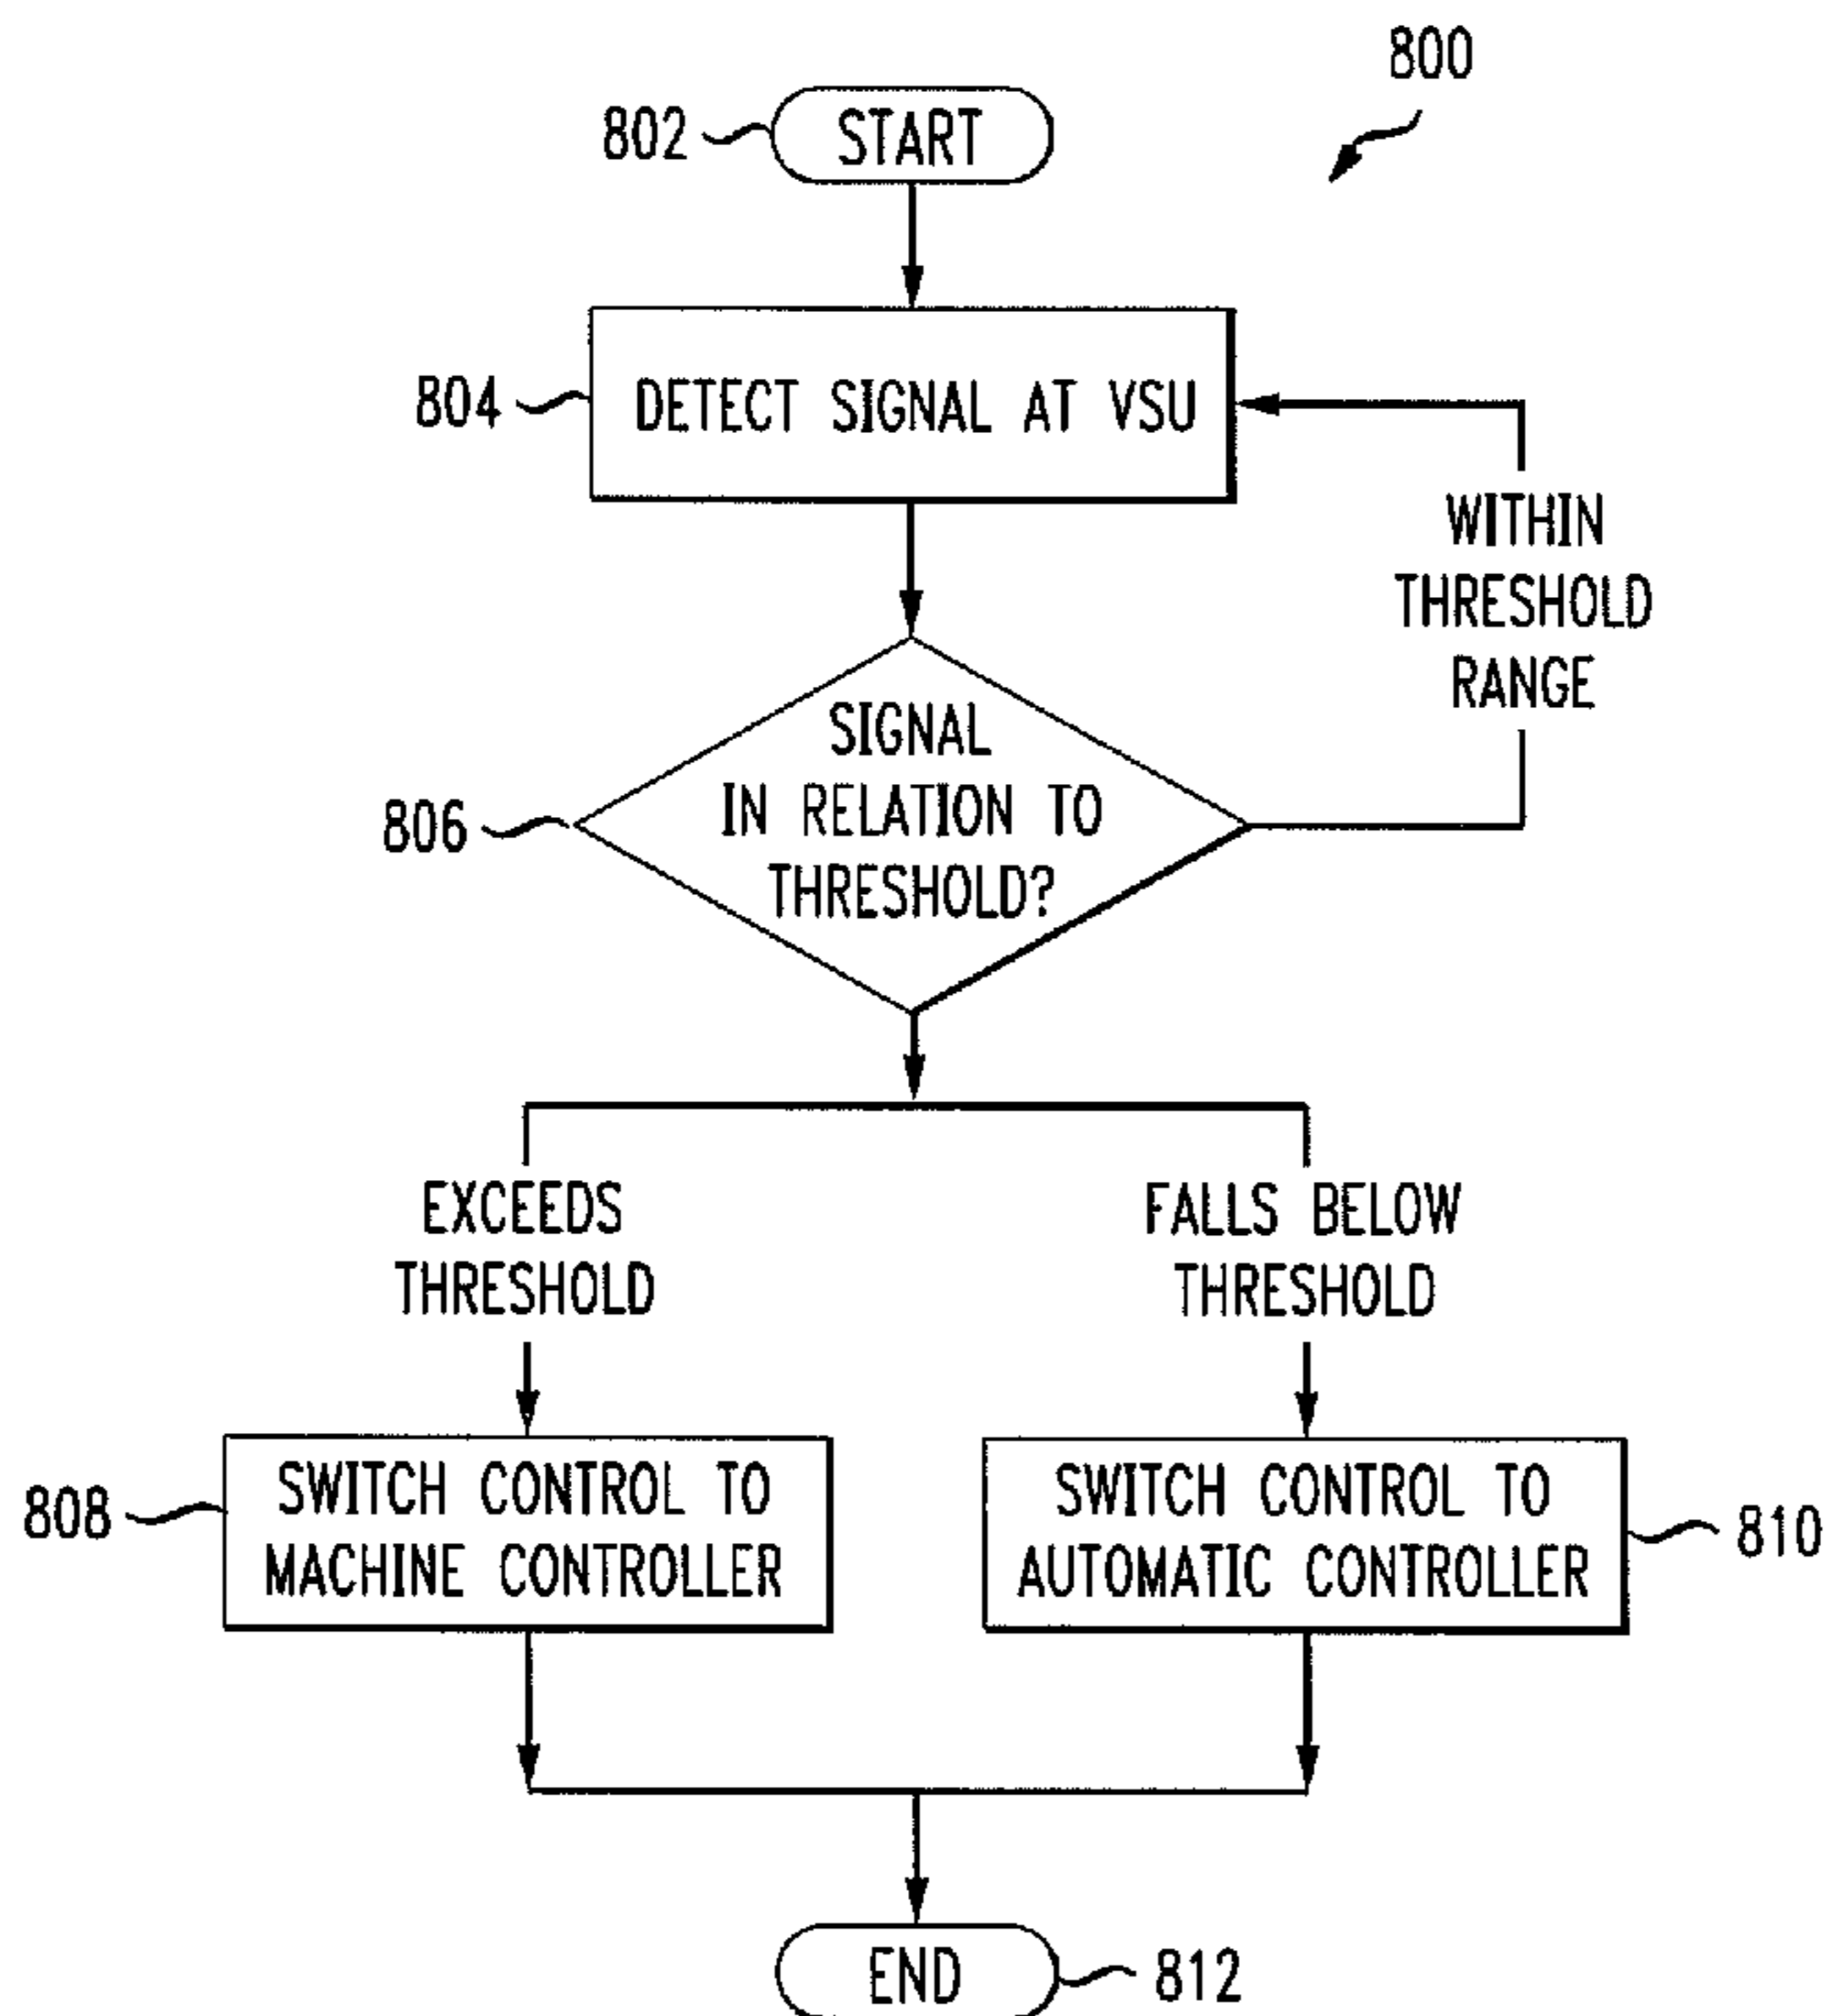 800
802
START
804
DETECT SIGNAL AT VSU
WITHIN
THRESHOLD
RANGE
806
SIGNAL
IN RELATION TO
THRESHOLD?
EXCEEDS
THRESHOLD
FALLS BELOW
THRESHOLD
808
SWITCH CONTROL TO
MACHINE CONTROLLER
SWITCH CONTROL TO
AUTOMATIC CONTROLLER
810
END
812